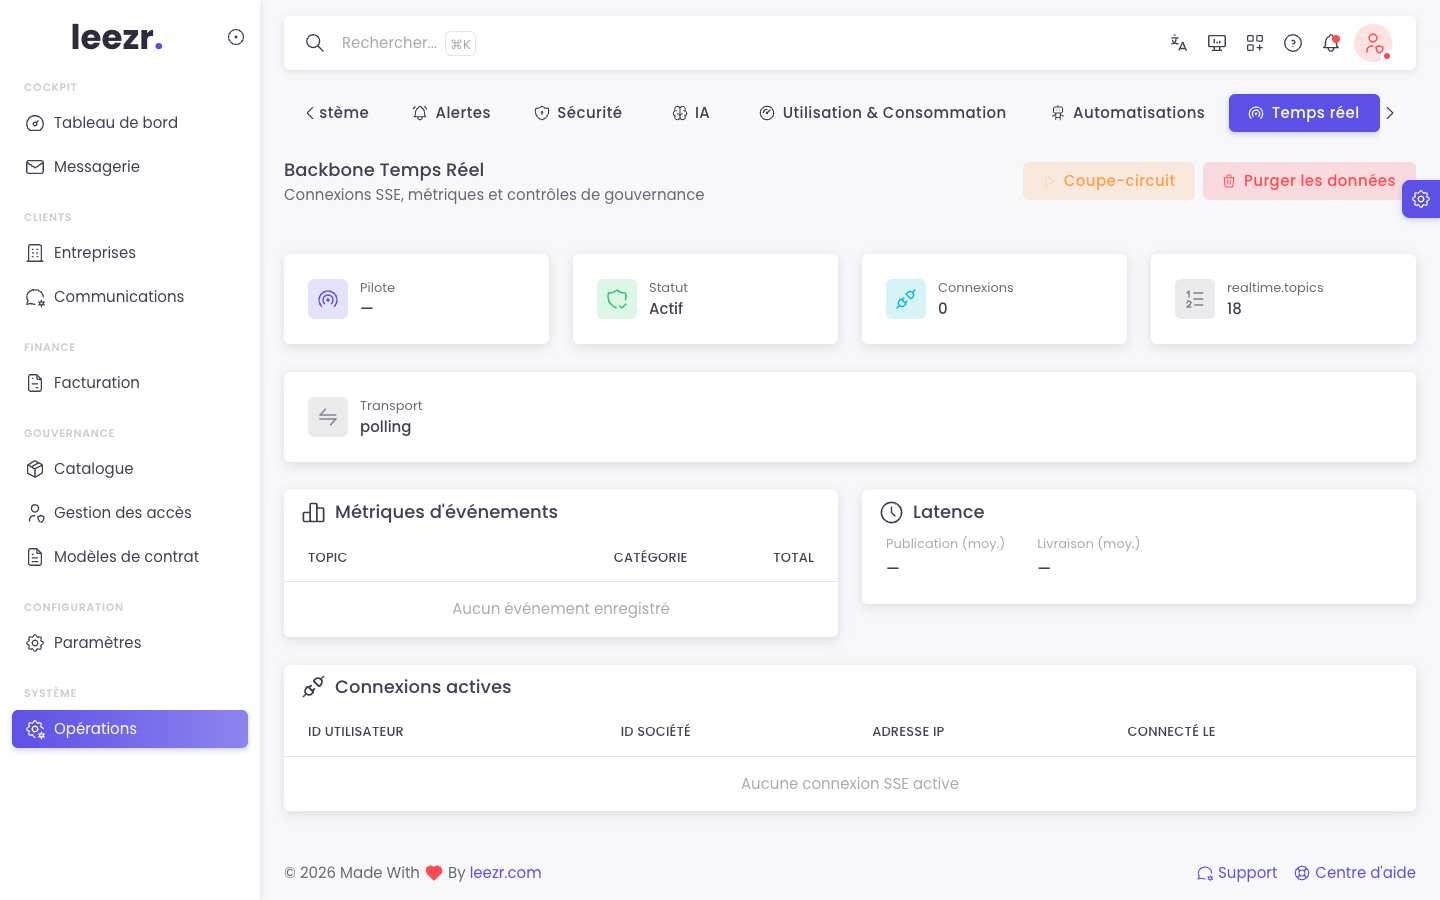 leezr.
COCKPIT
Tableau de bord
Messagerie
CLIENTS
Entreprises
Communications
FINANCE
Facturation
GOUVERNANCE
Catalogue
Gestion des accès
Modèles de contrat
CONFIGURATION
Paramètres
SYSTÈME
Opérations
Rechercher... ⌘K
stème Alertes Sécurité IA Utilisation & Consommation Automatisations Temps réel
Backbone Temps Réel
Connexions SSE, métriques et contrôles de gouvernance
Coupe-circuit Purger les données
Pilote
—
Statut
Actif
Connexions
0
realtime.topics
18
Transport
polling
Métriques d'événements
TOPIC CATÉGORIE TOTAL
Aucun événement enregistré
Latence
Publication (moy.) Livraison (moy.)
— —
Connexions actives
ID UTILISATEUR ID SOCIÉTÉ ADRESSE IP CONNECTÉ LE
Aucune connexion SSE active
© 2026 Made With By leezr.com
Support Centre d'aide